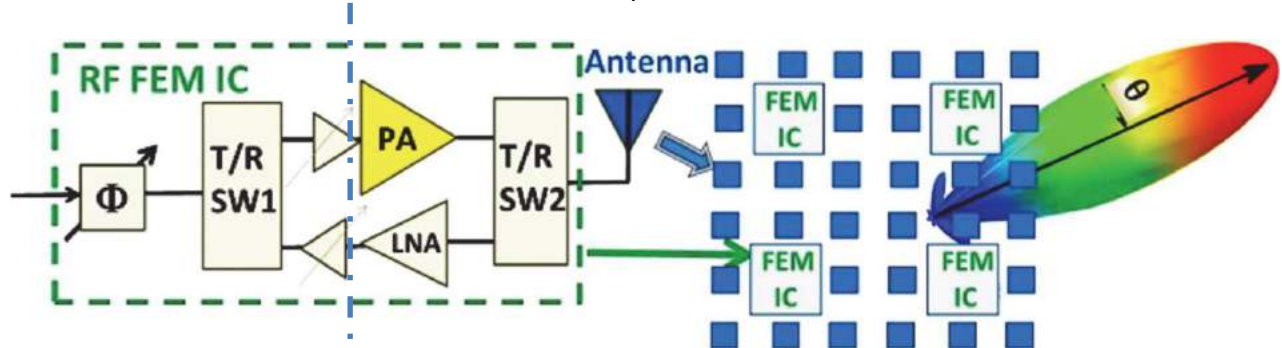 RF FEM IC
Φ
T/R
SW1
PA
LNA
T/R
SW2
Antenna
FEM
IC
FEM
IC
FEM
IC
FEM
IC
θ